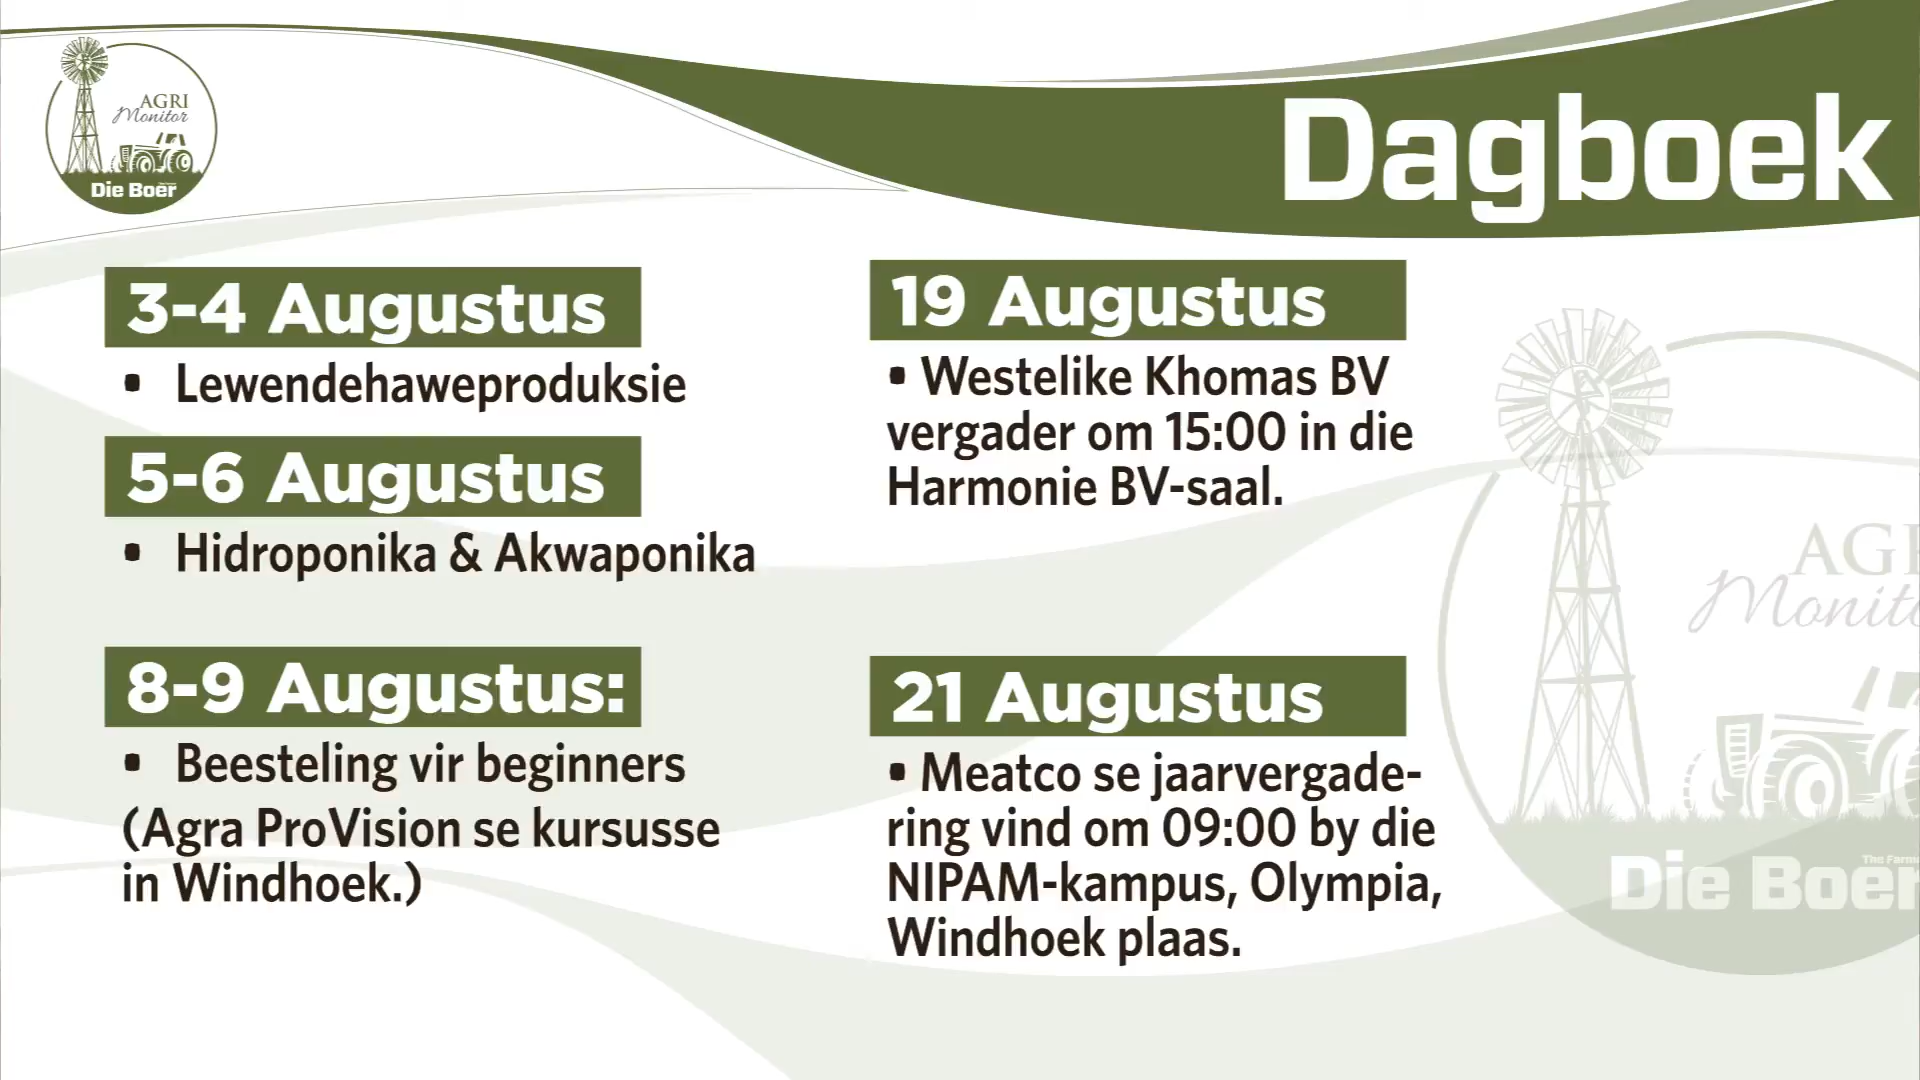 AGRI
Monitor
Die Boer
Dagboek
3-4 Augustus
• Lewendehaweproduksie
5-6 Augustus
• Hidroponika & Akwaponika
8-9 Augustus:
• Beesteling vir beginners
(Agra ProVision se kursusse
in Windhoek.)
19 Augustus
• Westelike Khomas BV
vergader om 15:00 in die
Harmonie BV-saal.
21 Augustus
• Meatco se jaarvergade-
ring vind om 09:00 by die
NIPAM-kampus, Olympia,
Windhoek plaas.
Die Boer